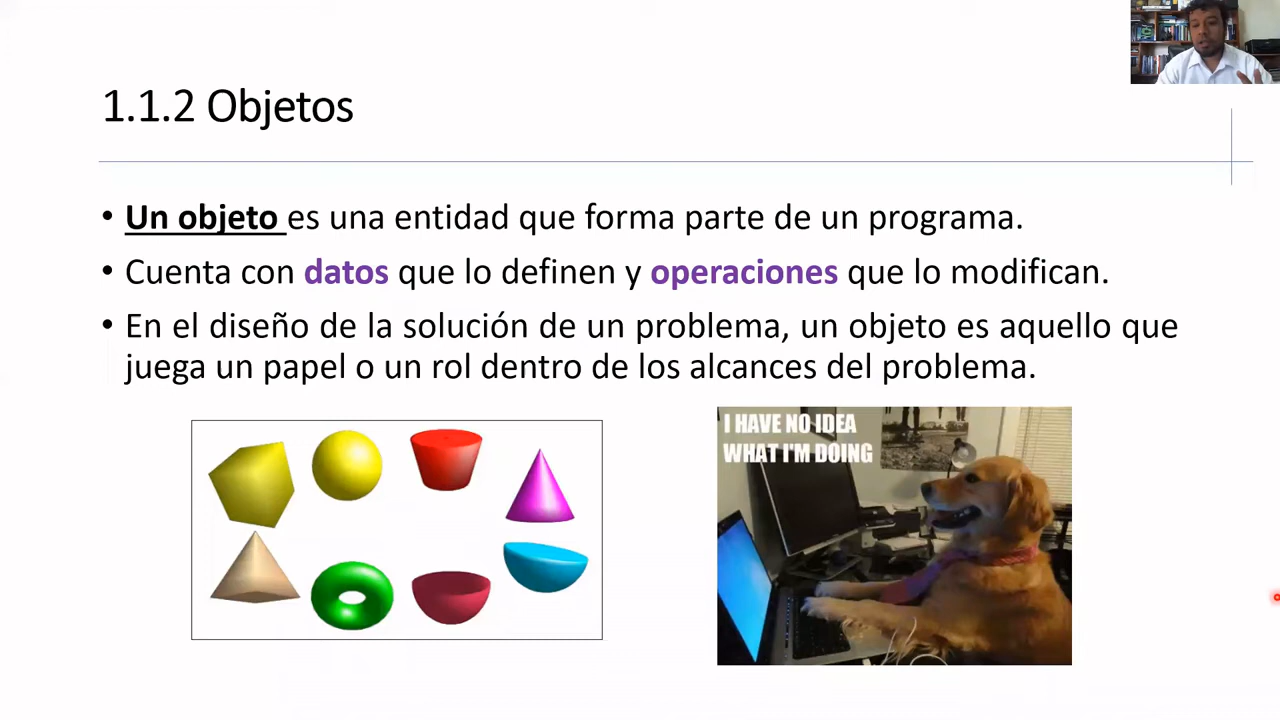 1.1.2 Objetos
• Un objeto es una entidad que forma parte de un programa.
• Cuenta con datos que lo definen y operaciones que lo modifican.
• En el diseño de la solución de un problema, un objeto es aquello que
juega un papel o un rol dentro de los alcances del problema.
I HAVE NO IDEA
WHAT I'M DOING